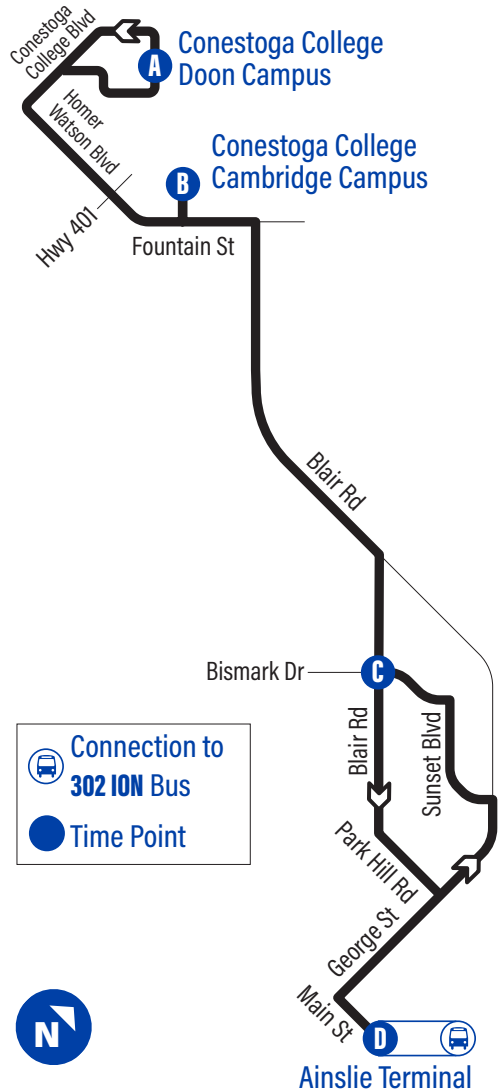 Conestoga
College Blvd
A
Conestoga College
Doon Campus
Homer
Watson Blvd
Conestoga College
Cambridge Campus
B
Hwy 401
Fountain St
Blair Rd
Bismark Dr
C
Blair Rd
Sunset Blvd
Connection to
302 ION Bus
Time Point
Park Hill Rd
George St
Main St
N
D
Ainslie Terminal